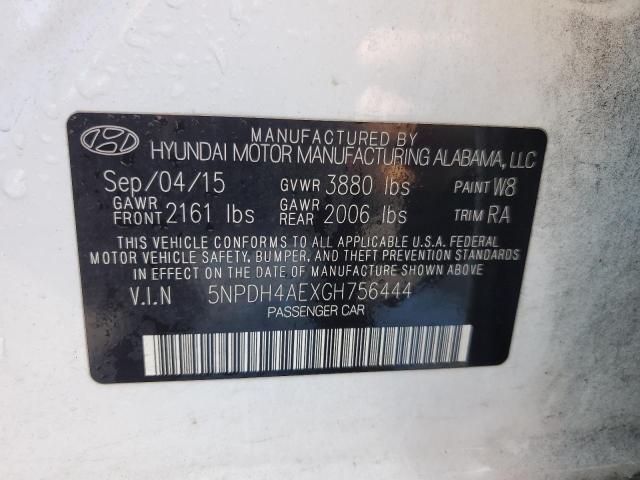 MANUFACTURED BY
HYUNDAI MOTOR MANUFACTURING ALABAMA, LLC
Sep/04/15 GVWR 3880 lbs PAINT W8
GAWR FRONT 2161 lbs GAWR REAR 2006 lbs TRIM RA
THIS VEHICLE CONFORMS TO ALL APPLICABLE U.S.A. FEDERAL
MOTOR VEHICLE SAFETY, BUMPER, AND THEFT PREVENTION STANDARDS
IN EFFECT ON THE DATE OF MANUFACTURE SHOWN ABOVE.
V.I.N 5NPDH4AEXGH756444
PASSENGER CAR